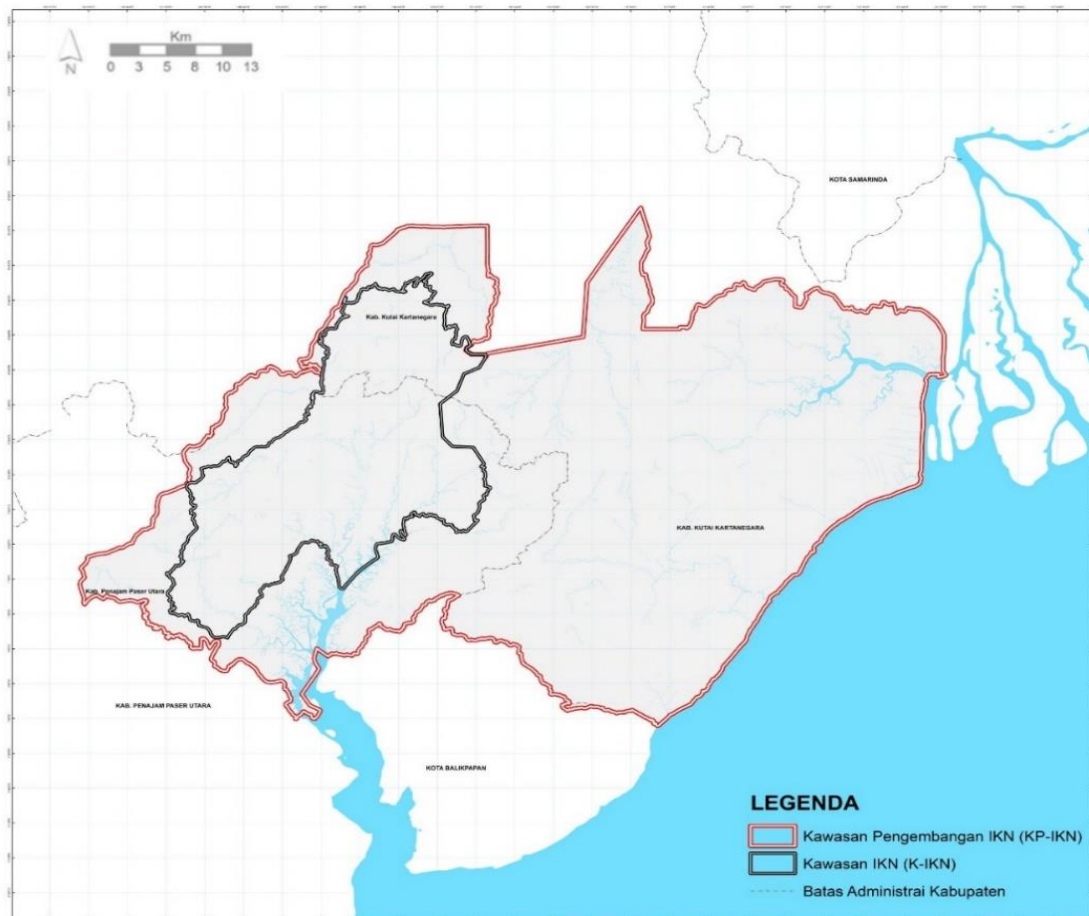 Km
N
0 3 5 8 10 13
KOTA SAMARINDA
Kab. Kutai Kartanegara
KAB. KUTAI KARTANEGARA
Kab. Penajam Paser Utara
KAB. PENAJAM PASER UTARA
KOTA BALIKPAPAN
LEGENDA
Kawasan Pengembangan IKN (KP-IKN)
Kawasan IKN (K-IKN)
Batas Administrai Kabupaten